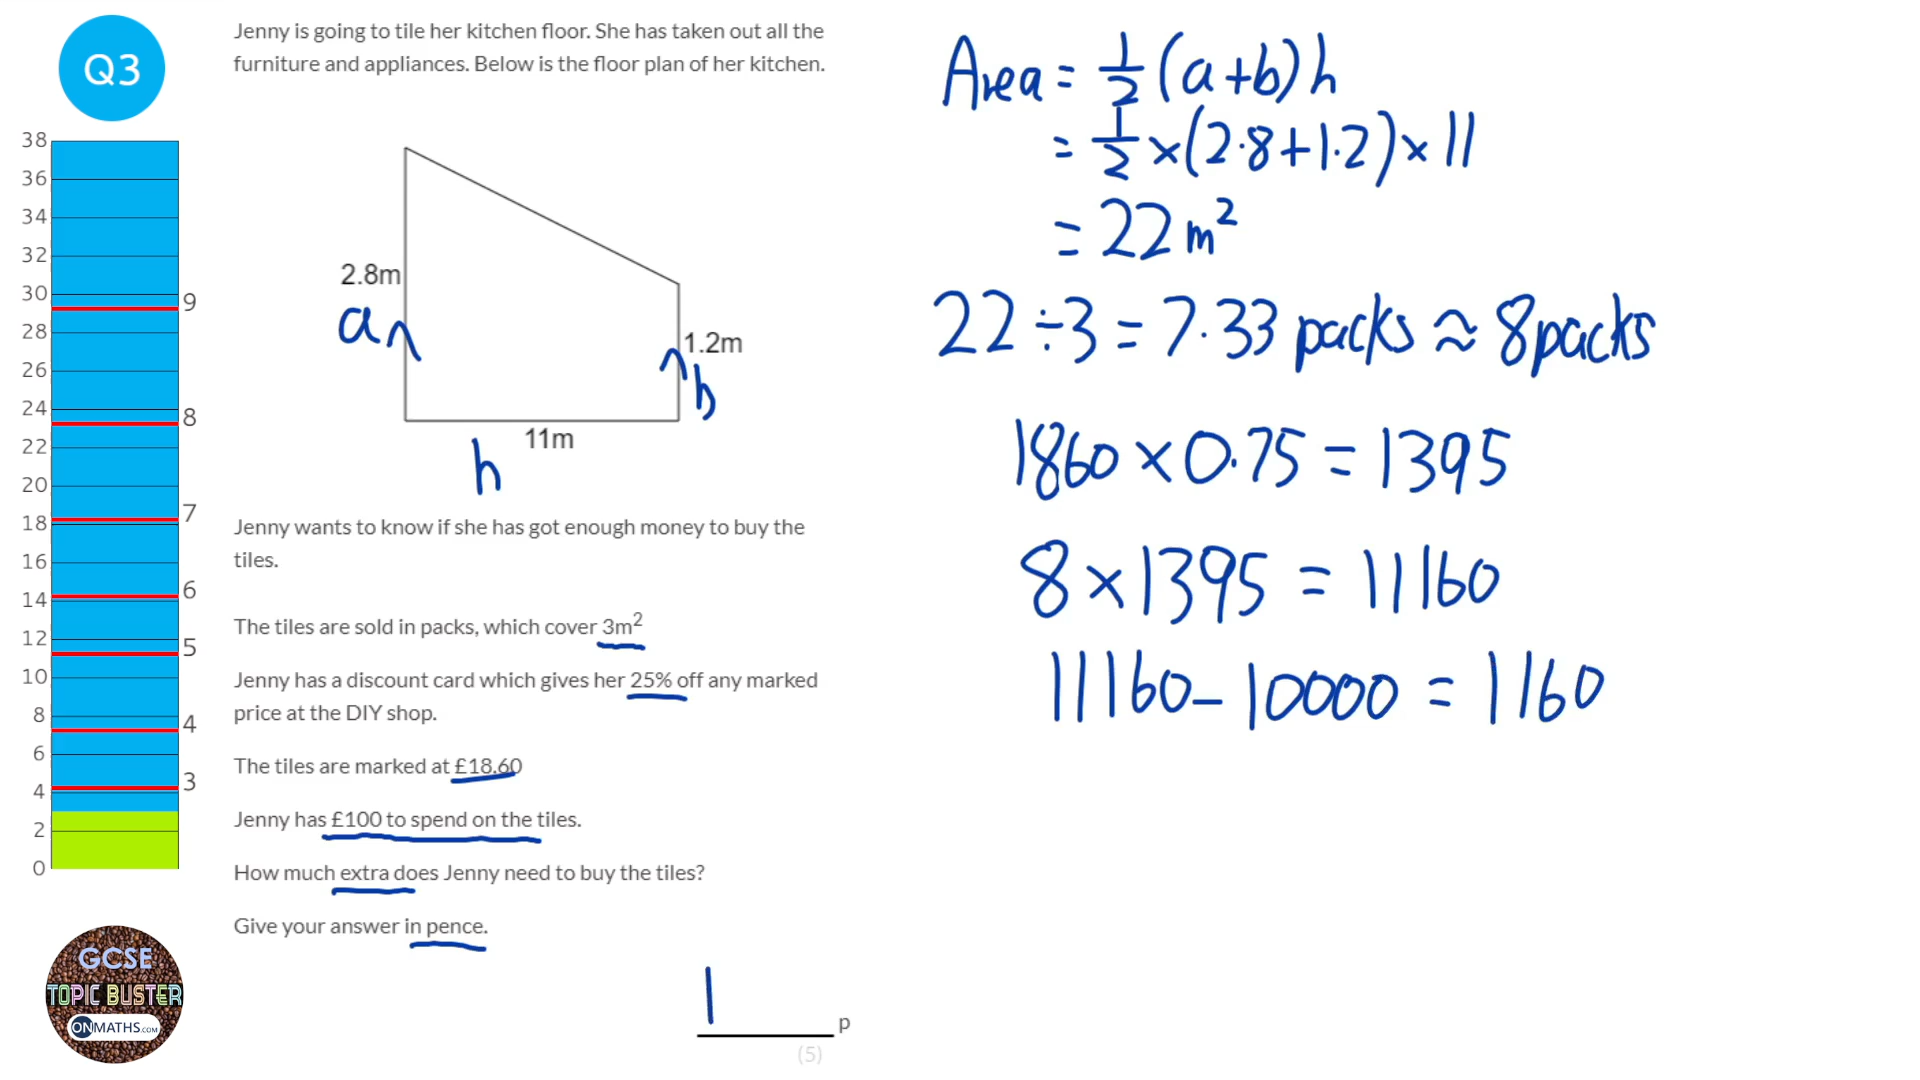 Q3
Jenny is going to tile her kitchen floor. She has taken out all the
furniture and appliances. Below is the floor plan of her kitchen.
38
36
34
32
30
28
26
24
22
20
18
16
14
12
10
8
6
4
2
0
9
8
7
6
5
4
3
2.8m
a
1.2m
b
11m
h
Jenny wants to know if she has got enough money to buy the
tiles.
The tiles are sold in packs, which cover 3m²
Jenny has a discount card which gives her 25% off any marked
price at the DIY shop.
The tiles are marked at £18.60
Jenny has £100 to spend on the tiles.
How much extra does Jenny need to buy the tiles?
Give your answer in pence.
1
p
(5)
GCSE
TOPIC BUSTER
ONMATHS.COM
Area = 1/2 (a+b)h
= 1/2 × (2·8+1·2) × 11
= 22m²
22 ÷ 3 = 7.33 packs ≈ 8 packs
1860 × 0.75 = 1395
8 × 1395 = 11160
11160 - 10000 = 1160